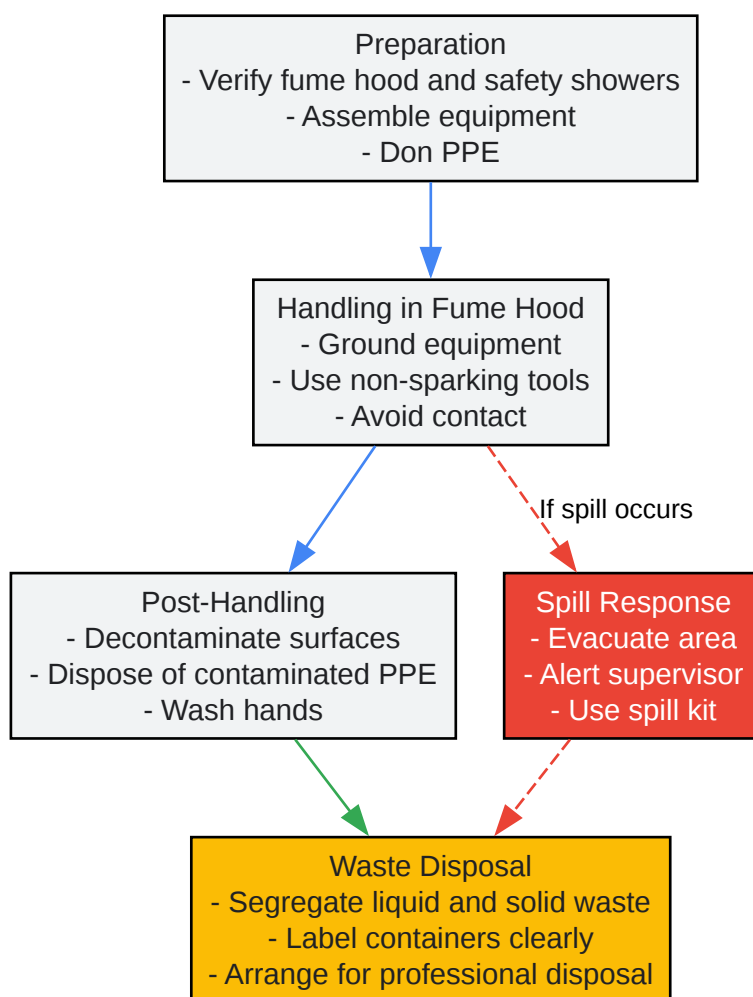 Preparation
- Verify fume hood and safety showers
- Assemble equipment
- Don PPE
Handling in Fume Hood
- Ground equipment
- Use non-sparking tools
- Avoid contact
If spill occurs
Post-Handling
- Decontaminate surfaces
- Dispose of contaminated PPE
- Wash hands
Spill Response
- Evacuate area
- Alert supervisor
- Use spill kit
Waste Disposal
- Segregate liquid and solid waste
- Label containers clearly
- Arrange for professional disposal